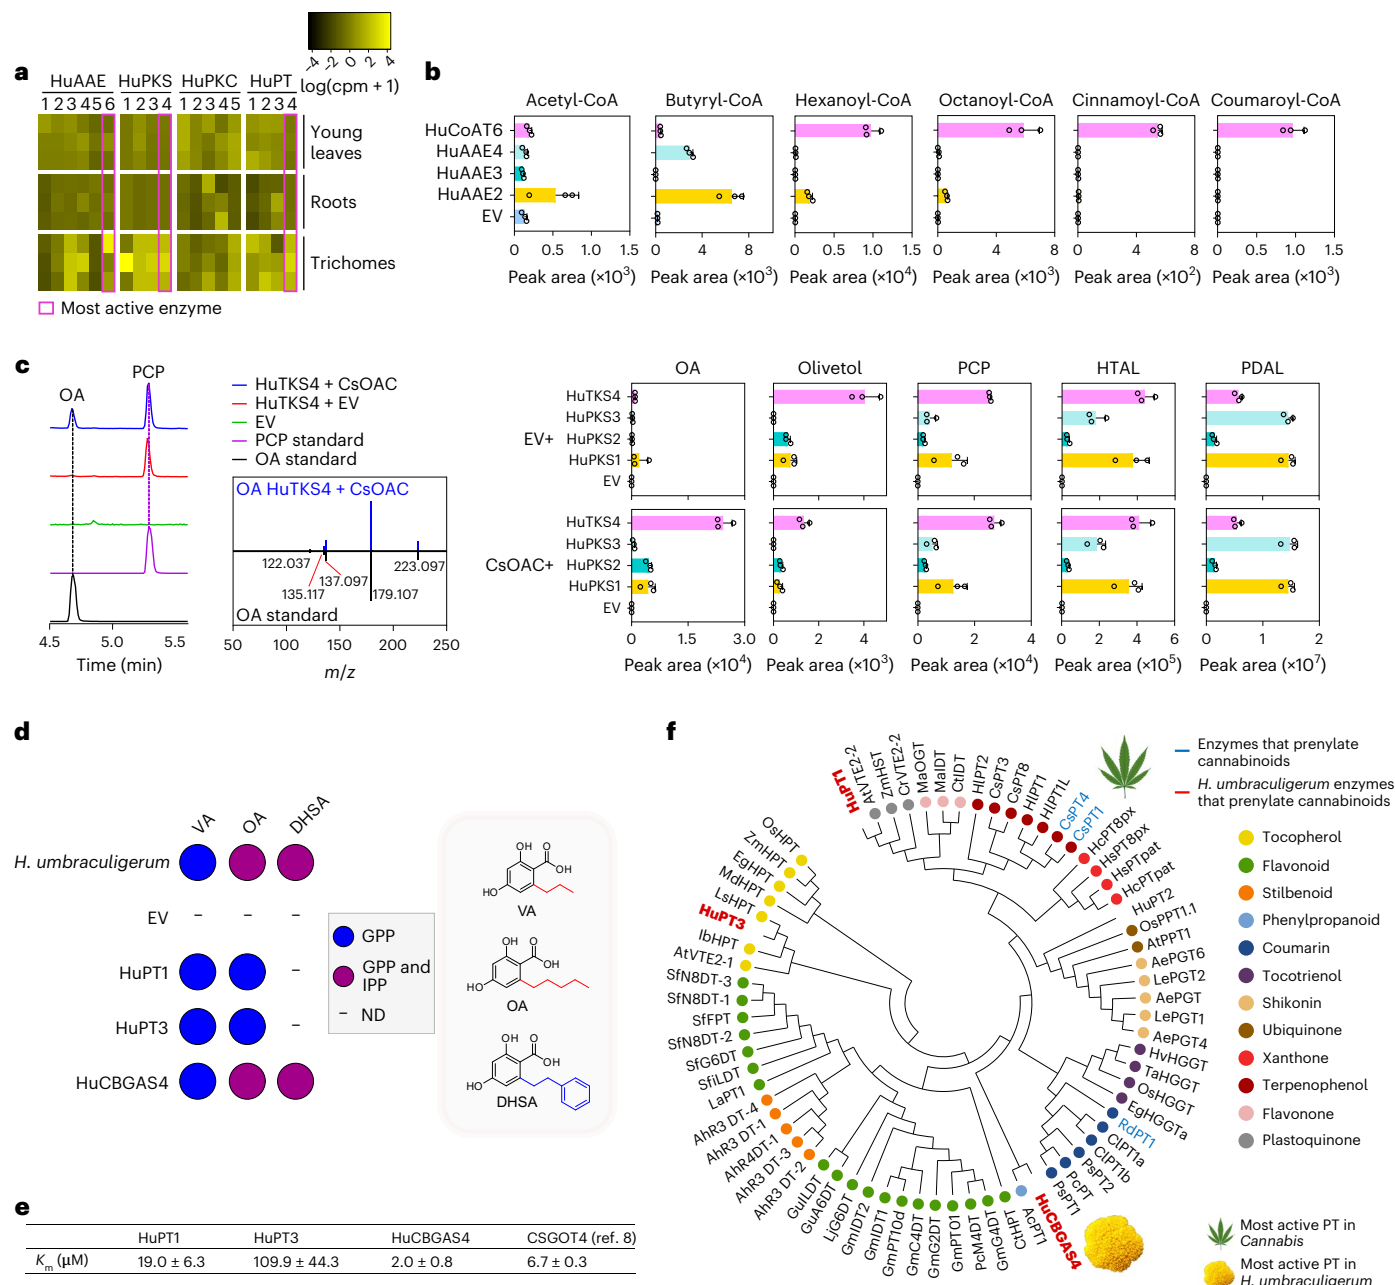 a
-4 -2 0 2 4
log(cpm + 1)
HuAAE HuPKS HuPKC HuPT
1 2 3 4 5 6 1 2 3 4 1 2 3 4 5 1 2 3 4
Young
leaves
Roots
Trichomes
Most active enzyme
b
Acetyl-CoA Butyryl-CoA Hexanoyl-CoA Octanoyl-CoA Cinnamoyl-CoA Coumaroyl-CoA
HuCoAT6
HuAAE4
HuAAE3
HuAAE2
EV
0 0.5 1.0 1.5 0 4 8 0 0.5 1.0 1.5 0 4 8 0 4 8 0 0.5 1.0 1.5
Peak area (×10³) Peak area (×10³) Peak area (×10⁴) Peak area (×10³) Peak area (×10²) Peak area (×10³)
c
OA
PCP
HuTKS4 + CsOAC
HuTKS4 + EV
EV
PCP standard
OA standard
4.5 5.0 5.5
Time (min)
OA HuTKS4 + CsOAC
122.037
135.117
137.097
179.107
223.097
OA standard
50 100 150 200 250
m/z
OA Olivetol PCP HTAL PDAL
EV+
HuTKS4
HuPKS3
HuPKS2
HuPKS1
EV
CsOAC+
HuTKS4
HuPKS3
HuPKS2
HuPKS1
EV
0 1.5 3.0 0 2 4 0 2 4 0 2 4 6 0 1 2
Peak area (×10⁴) Peak area (×10³) Peak area (×10⁴) Peak area (×10⁵) Peak area (×10⁷)
d
VA OA DHSA
H. umbraculigerum
EV – – –
HuPT1 –
HuPT3 –
HuCBGAS4
GPP
GPP and
IPP
– ND
OH O
OH
HO
VA
OH O
OH
HO
OA
OH O
OH
HO
DHSA
e
HuPT1 HuPT3 HuCBGAS4 CSGOT4 (ref. 8)
Km (μM) 19.0 ± 6.3 109.9 ± 44.3 2.0 ± 0.8 6.7 ± 0.3
f
HuPT1
AtVTE2-2
ZmHST
CrVTE2-2
MaOGT
MaIDT
CtIDT
HlPT2
CsPT3
CsPT8
HlPT1
HlPT1L
CsPT4
CsPT1
HcPT8px
HsPT8px
HsPTpat
HcPTpat
HuPT2
OsPPT1.1
AtPPT1
AePGT6
LePGT2
AePGT
LePGT1
AePGT4
HvHGGT
TaHGGT
OsHGGT
EgHGGTa
RdPT1
ClPT1a
ClPT1b
PsPT2
PcPT
PsPT1
HuCBGAS4
AcPT1
CtHPT
GmG4DT
PcM4DT
GmPT01
GmG2DT
GmC4DT
GmPT10d
GmIDT1
GmIDT2
LjG6DT
GuA6DT
GuILDT
AhR3 DT-2
AhR3 DT-3
AhR4DT-1
AhR3 DT-1
AhR3 DT-4
LaPT1
SfiLDT
SfG6DT
SfN8DT-2
SfFPT
SfN8DT-1
SfN8DT-3
AtVTE2-1
IbHPT
HuPT3
LsHPT
MdHPT
EgHPT
ZmHPT
OsHPT
Enzymes that prenylate
cannabinoids
H. umbraculigerum enzymes
that prenylate cannabinoids
Tocopherol
Flavonoid
Stilbenoid
Phenylpropanoid
Coumarin
Tocotrienol
Shikonin
Ubiquinone
Xanthone
Terpenophenol
Flavonone
Plastoquinone
Most active PT in
Cannabis
Most active PT in
H. umbraculigerum